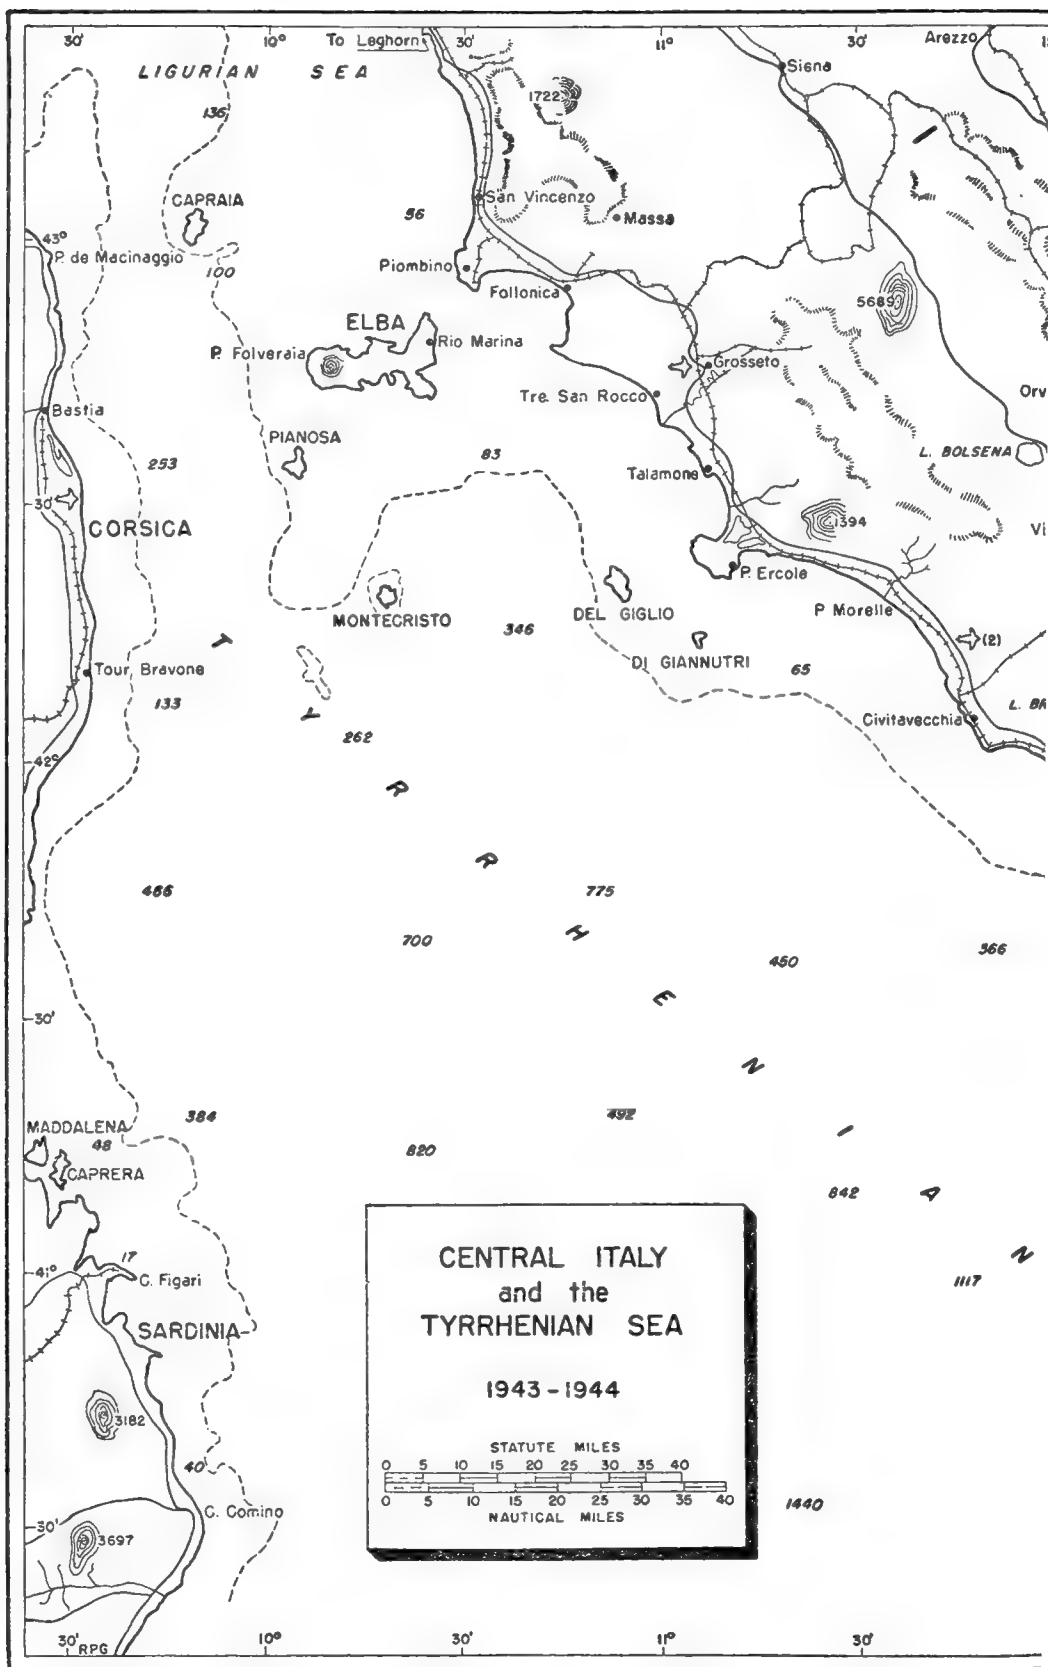 30' 10° To Leghorn 30' 11° 30' Arezzo
LIGURIAN SEA
Siena
1722
136
San Vincenzo
CAPRAIA
56
Massa
43°
P. de Macinaggio
100
Piombino
Follonica
5689
ELBA
Rio Marina
P. Folveraia
Grosseto
Tre. San Rocco
Orv
Bastia
PIANOSA
83
L. BOLSENA
253
Talamone
30'
CORSICA
1394
Vi
P. Ercole
MONTECRISTO
DEL GIGLIO
P. Morelle
346
(2)
DI GIANNUTRI
65
Tour Bravone
133
L. BR
Civitavecchia
262
42°
TYRRHENIAN
466
775
700
450
366
30'
384
492
MADDALENA
48
820
CAPRERA
842
17
41°
C. Figari
1117
SARDINIA
CENTRAL ITALY
and the
TYRRHENIAN SEA
1943-1944
3182
STATUTE MILES
0 5 10 15 20 25 30 35 40
0 5 10 15 20 25 30 35 40
NAUTICAL MILES
40
C. Comino
1440
30'
3697
30' 10° 30' 11° 30'
RPG